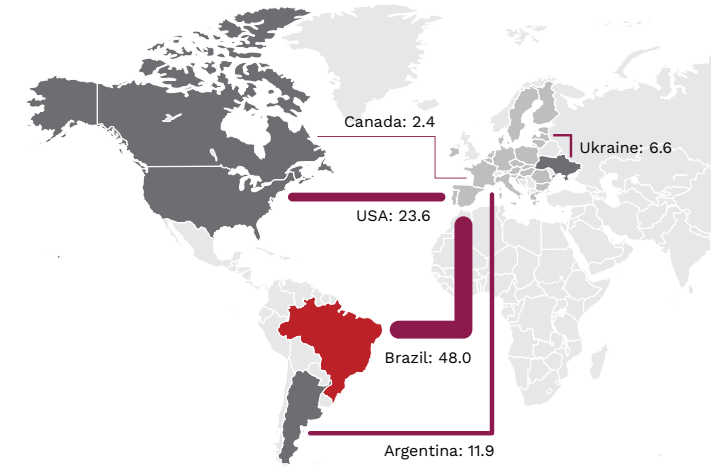 Canada: 2.4
Ukraine: 6.6
USA: 23.6
Brazil: 48.0
Argentina: 11.9